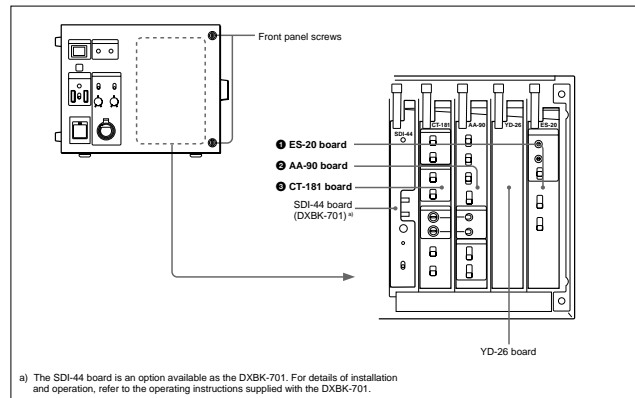 Front panel screws
SDI-44
CT-181
AA-90
YD-26
ES-20
❶ ES-20 board
❷ AA-90 board
❸ CT-181 board
SDI-44 board
(DXBK-701) a)
YD-26 board
a) The SDI-44 board is an option available as the DXBK-701. For details of installation
and operation, refer to the operating instructions supplied with the DXBK-701.